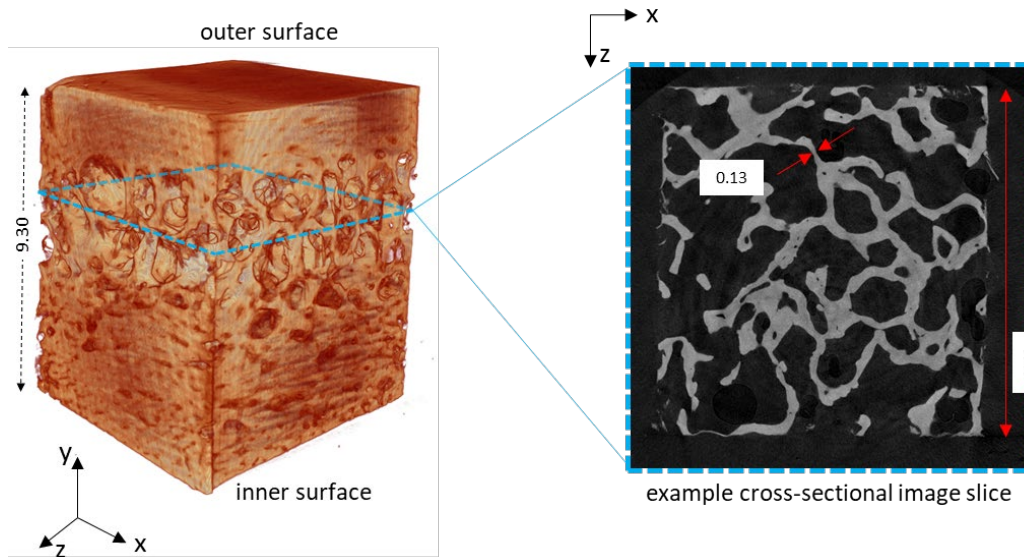 outer surface
9.30
inner surface
y
z
x
x
z
0.13
example cross-sectional image slice